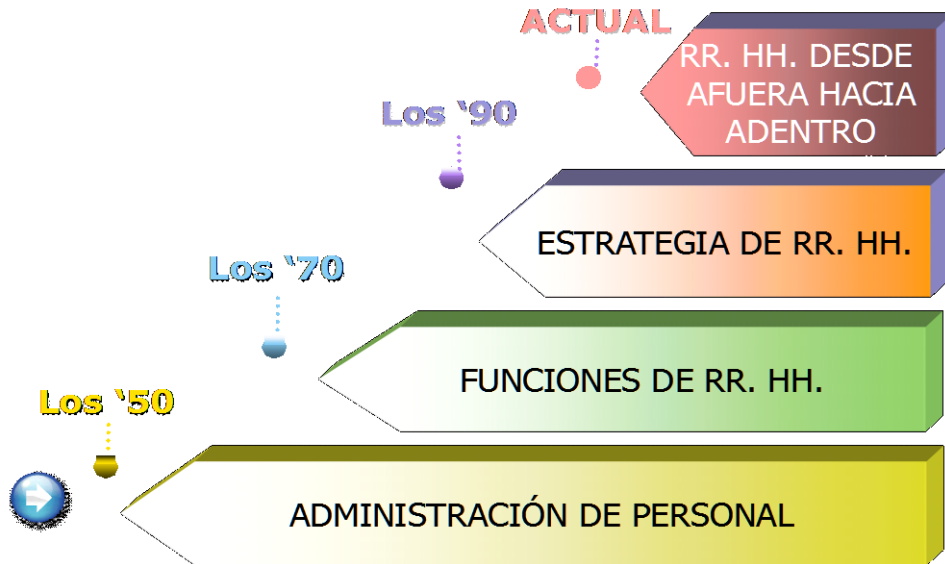 ACTUAL
RR. HH. DESDE
AFUERA HACIA
ADENTRO
Los ‘90
ESTRATEGIA DE RR. HH.
Los ‘70
FUNCIONES DE RR. HH.
Los ‘50
ADMINISTRACIÓN DE PERSONAL